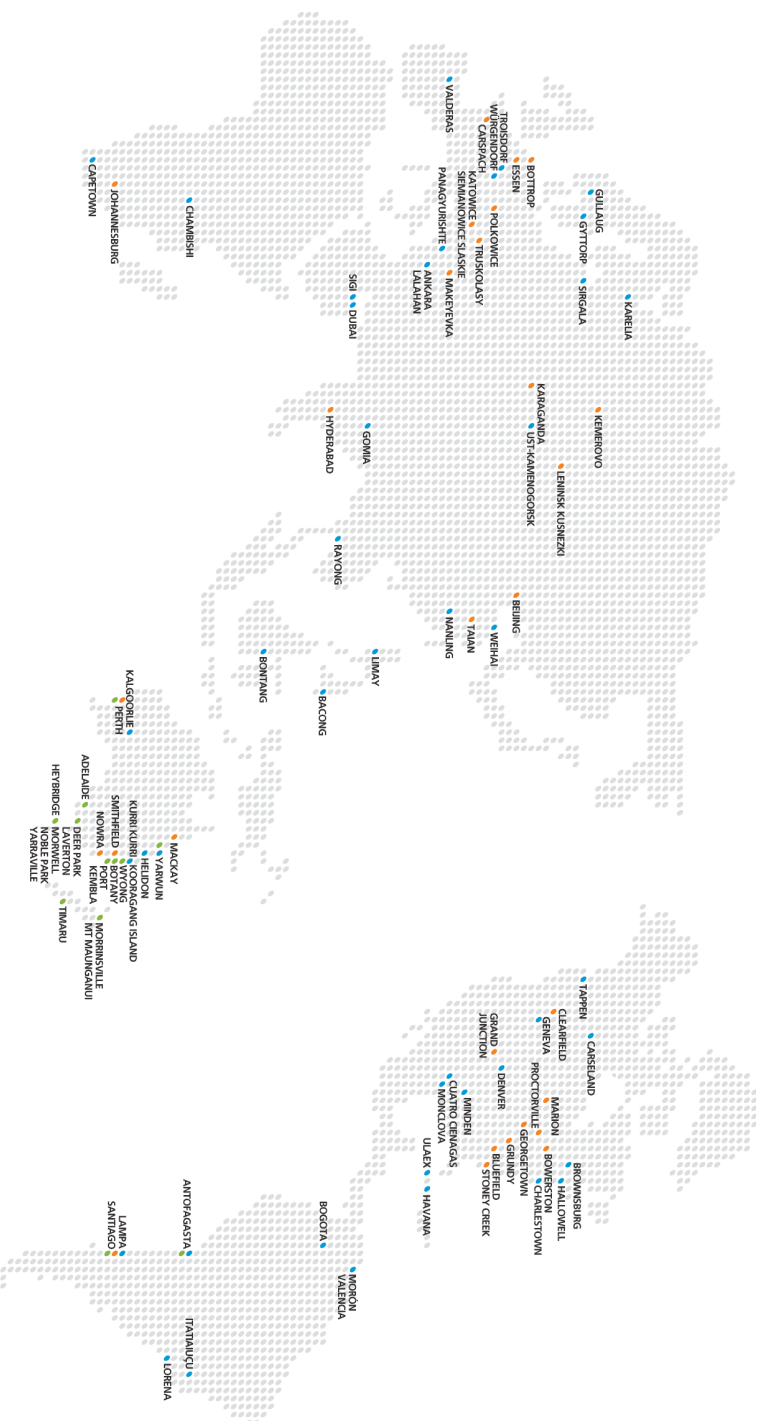 GULLAUG
GYTTORP
SIRGALA
KARELIA
BOTTROP
ESSEN
TROISDORF
WÜRGENDORF
CARSPACH
VALDERAS
POLKOWICE
KATOWICE
SIEMIANOWICE SLASKIE
TRUSKOLASY
PANAGYURISHTE
MAKEYEVKA
ANKARA
LALAHAN
SIGI
DUBAI
CHAMBISHI
JOHANNESBURG
CAPETOWN
KEMEROVO
KARAGANDA
UST-KAMENOGORSK
LENINSK KUSNEZKI
GOMIA
HYDERABAD
RAYONG
BEIJING
WEIHAI
TAIAN
NANLING
LIMAY
BACONG
BONTANG
KALGOORLIE
PERTH
MACKAY
YARWUN
HELIDON
KURRI KURRI
KOORAGANG ISLAND
WYONG
SMITHFIELD
BOTANY
PORT
KEMBLA
NOWRA
ADELAIDE
DEER PARK
LAVERTON
MORWELL
NOBLE PARK
YARRAVILLE
HEYBRIDGE
TIMARU
MORRINSVILLE
MT MAUNGANUI
TAPPEN
CARSELAND
CLEARFIELD
GENEVA
GRAND
JUNCTION
DENVER
MARION
PROCTORVILLE
BROWNSBURG
HALLOWELL
BOWERSTON
CHARLESTOWN
GEORGETOWN
GRUNDY
BLUEFIELD
STONEY CREEK
MINDEN
CUATRO CIENAGAS
MONCLOVA
ULAEX
HAVANA
MORÓN
VALENCIA
BOGOTA
ANTOFAGASTA
LAMPA
SANTIAGO
ITATIAIUÇU
LORENA